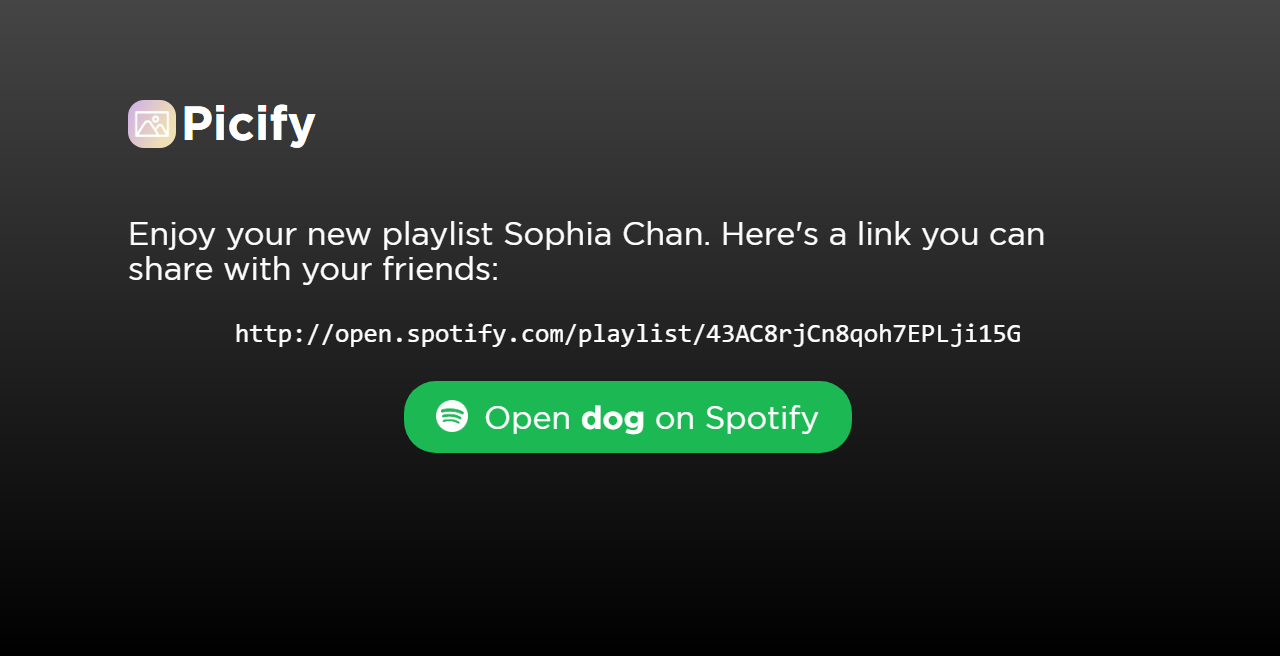 Picify
Enjoy your new playlist Sophia Chan. Here's a link you can
share with your friends:
http://open.spotify.com/playlist/43AC8rjCn8qoh7EPLji15G
Open dog on Spotify